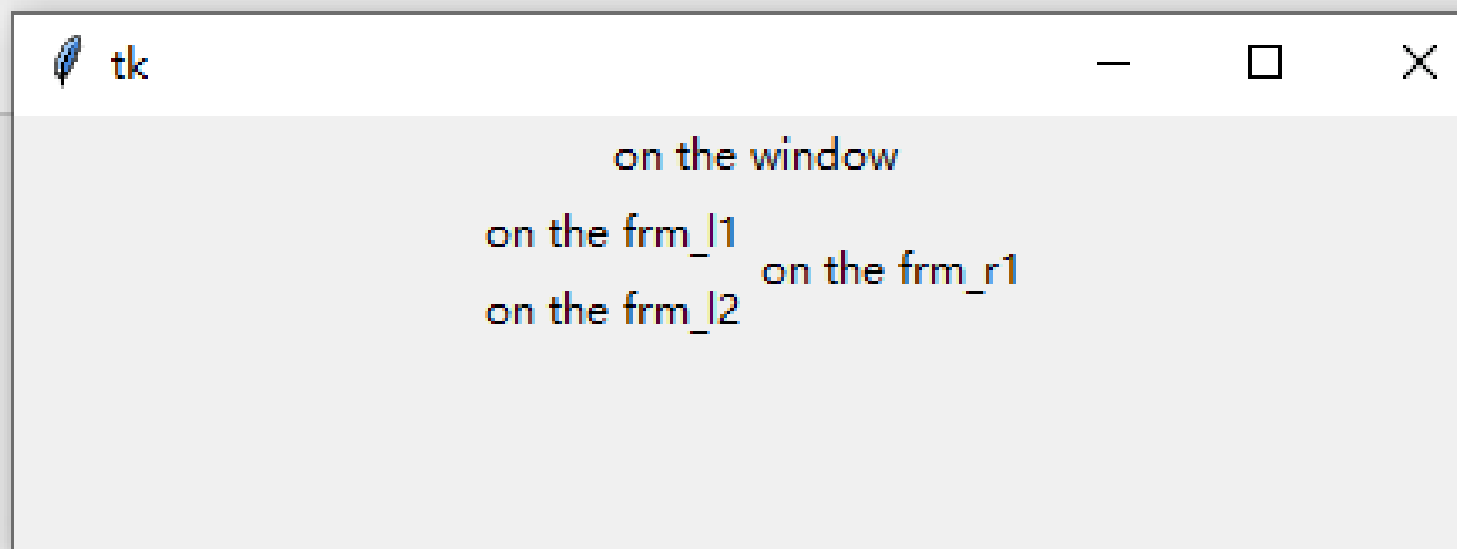 tk
on the window
on the frm_l1
on the frm_r1
on the frm_l2